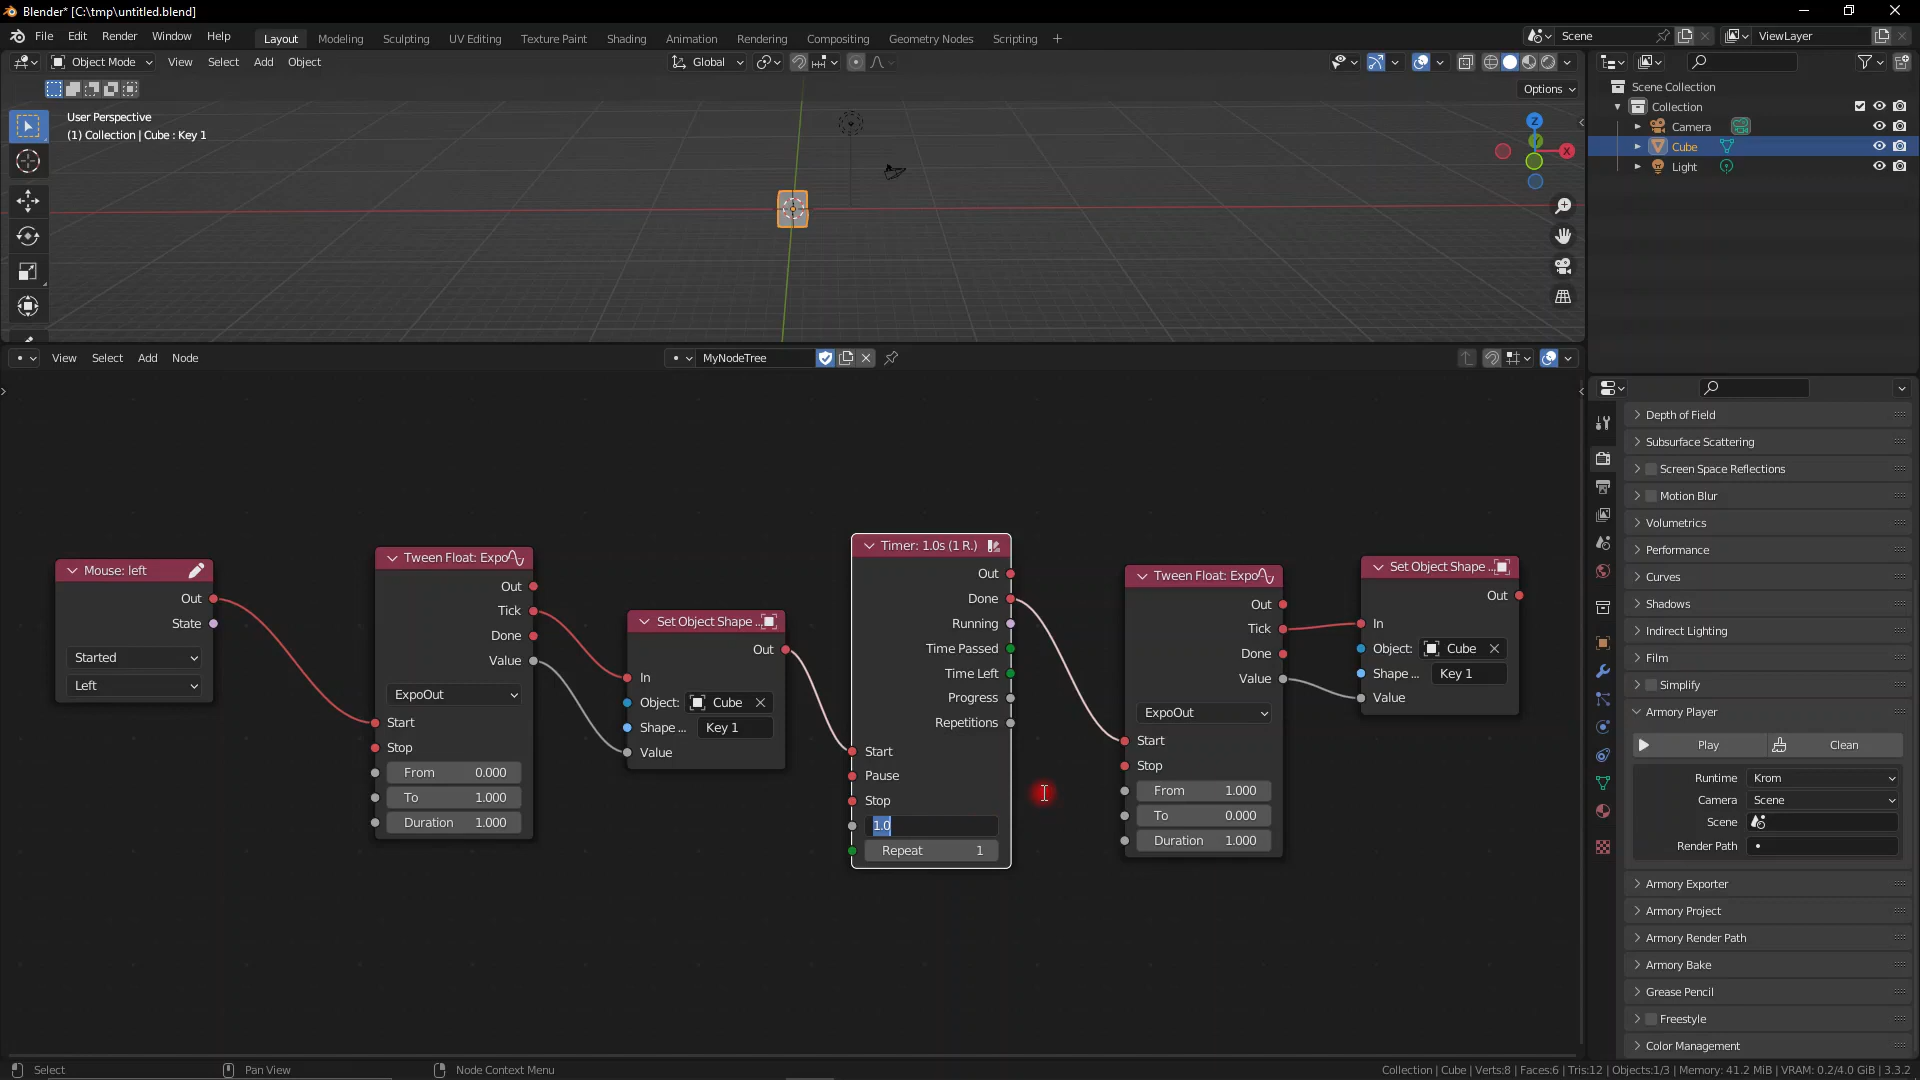 Blender* [C:\tmp\untitled.blend]
File Edit Render Window Help Layout Modeling Sculpting UV Editing Texture Paint Shading Animation Rendering Compositing Geometry Nodes Scripting + Scene ViewLayer
Object Mode View Select Add Object Global
Options
User Perspective
(1) Collection | Cube : Key 1
Z
Y
X
Scene Collection
Collection
Camera
Cube
Light
View Select Add Node MyNodeTree
Mouse: left
Out
State
Started
Left
Tween Float: Expo
Out
Tick
Done
Value
ExpoOut
Start
Stop
From 0.000
To 1.000
Duration 1.000
Set Object Shape ..
Out
In
Object: Cube
Shape ... Key 1
Value
Timer: 1.0s (1 R.)
Out
Done
Running
Time Passed
Time Left
Progress
Repetitions
Start
Pause
Stop
1.0
Repeat 1
Tween Float: Expo
Out
Tick
Done
Value
ExpoOut
Start
Stop
From 1.000
To 0.000
Duration 1.000
Set Object Shape ..
Out
In
Object: Cube
Shape ... Key 1
Value
Depth of Field
Subsurface Scattering
Screen Space Reflections
Motion Blur
Volumetrics
Performance
Curves
Shadows
Indirect Lighting
Film
Simplify
Armory Player
Play Clean
Runtime Krom
Camera Scene
Scene
Render Path
Armory Exporter
Armory Project
Armory Render Path
Armory Bake
Grease Pencil
Freestyle
Color Management
Select Pan View Node Context Menu Collection | Cube | Verts:8 | Faces:6 | Tris:12 | Objects:1/3 | Memory: 41.2 MiB | VRAM: 0.2/4.0 GiB | 3.3.2